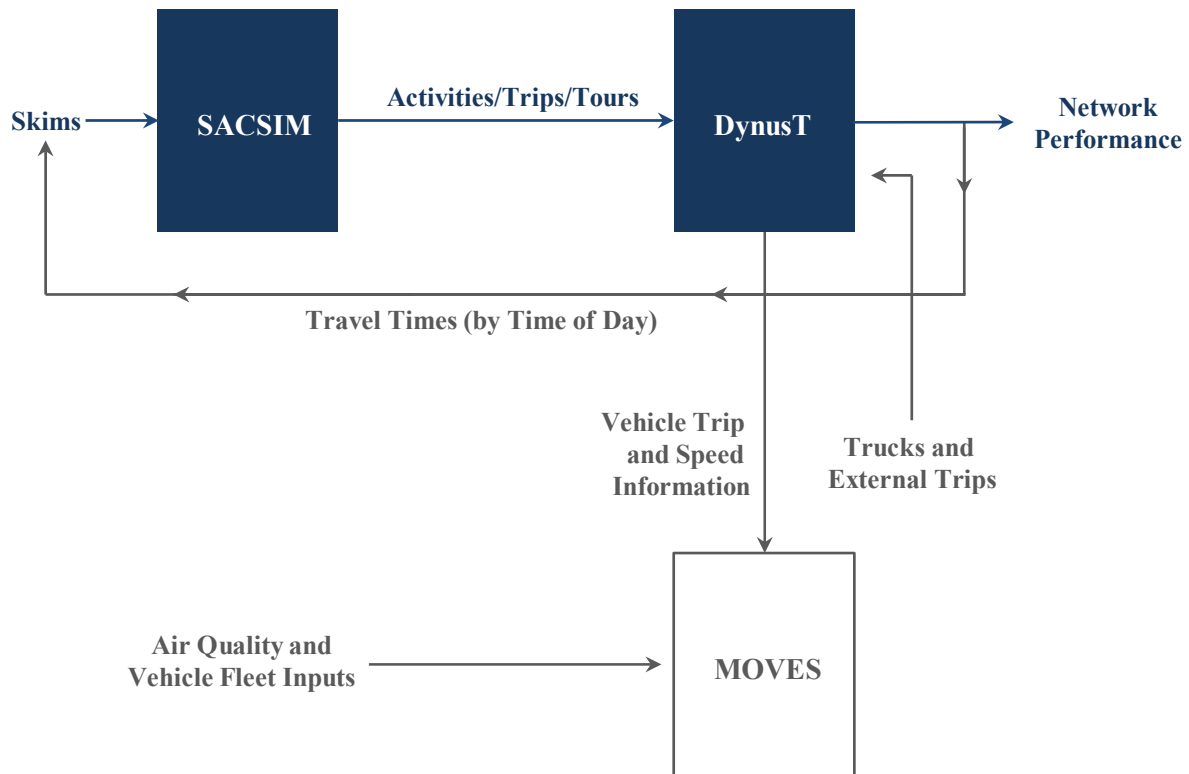 Activities/Trips/Tours
Skims
SACSIM
DynusT
Network
Performance
Travel Times (by Time of Day)
Vehicle Trip
and Speed
Information
Trucks and
External Trips
Air Quality and
Vehicle Fleet Inputs
MOVES